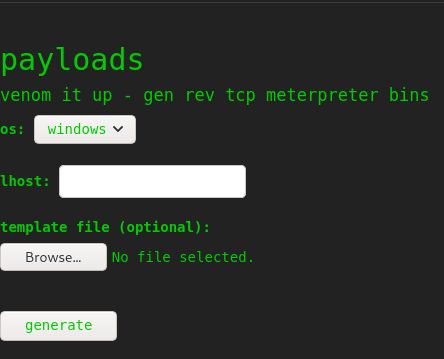 payloads
venom it up - gen rev tcp meterpreter bins
os: windows
lhost:
template file (optional):
Browse... No file selected.
generate